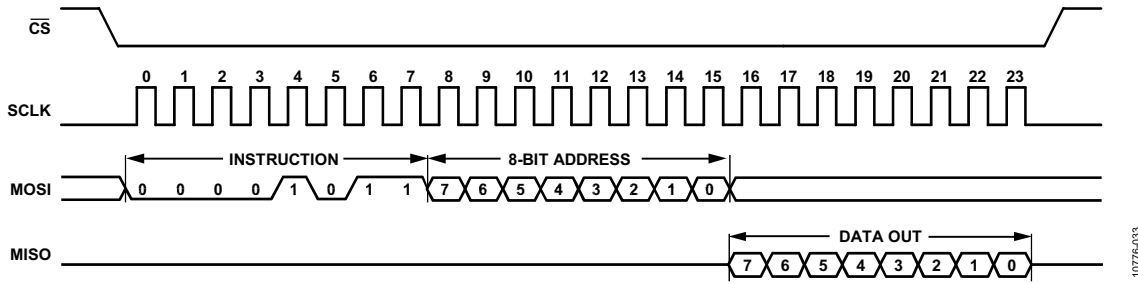 CS
0 1 2 3 4 5 6 7 8 9 10 11 12 13 14 15 16 17 18 19 20 21 22 23
SCLK
INSTRUCTION 8-BIT ADDRESS
MOSI 0 0 0 0 1 0 1 1 7 6 5 4 3 2 1 0
DATA OUT
MISO 7 6 5 4 3 2 1 0
10776-033